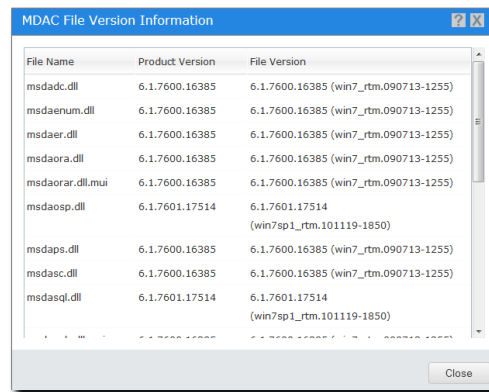 MDAC File Version Information
File Name Product Version File Version
msdadc.dll 6.1.7600.16385 6.1.7600.16385 (win7_rtm.090713-1255)
msdaenum.dll 6.1.7600.16385 6.1.7600.16385 (win7_rtm.090713-1255)
msdaer.dll 6.1.7600.16385 6.1.7600.16385 (win7_rtm.090713-1255)
msdaora.dll 6.1.7600.16385 6.1.7600.16385 (win7_rtm.090713-1255)
msdaorar.dll.mui 6.1.7600.16385 6.1.7600.16385 (win7_rtm.090713-1255)
msdaosp.dll 6.1.7601.17514 6.1.7601.17514
(win7sp1_rtm.101119-1850)
msdaps.dll 6.1.7600.16385 6.1.7600.16385 (win7_rtm.090713-1255)
msdasc.dll 6.1.7600.16385 6.1.7600.16385 (win7_rtm.090713-1255)
msdasql.dll 6.1.7601.17514 6.1.7601.17514
(win7sp1_rtm.101119-1850)
Close